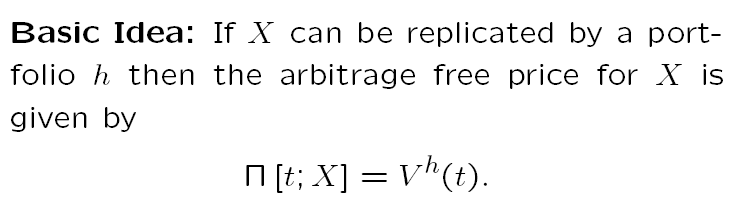 Basic Idea: If X can be replicated by a port-
folio h then the arbitrage free price for X is
given by
Π [t; X] = V^h(t).